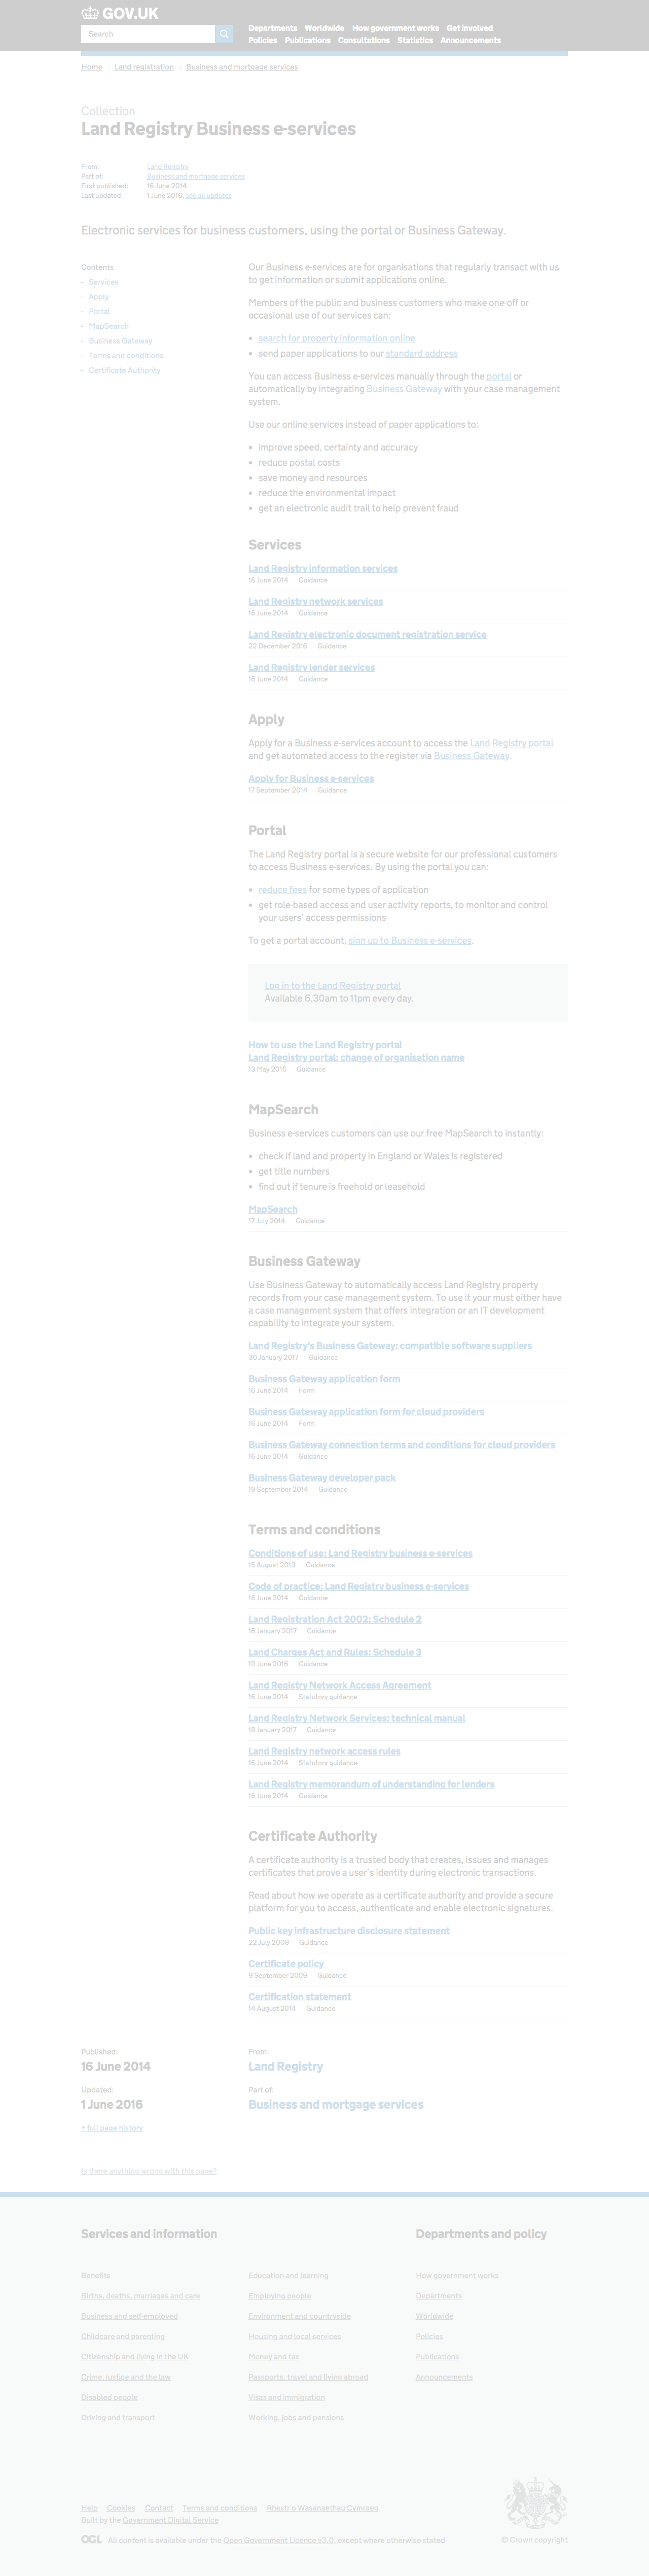 GOV.UK
Search
Departments Worldwide How government works Get involved
Policies Publications Consultations Statistics Announcements
Home Land registration Business and mortgage services
Collection
Land Registry Business e-services
From: Land Registry
Part of: Business and mortgage services
First published: 16 June 2014
Last updated: 1 June 2016, see all updates
Electronic services for business customers, using the portal or Business Gateway.
Contents
Services
Apply
Portal
MapSearch
Business Gateway
Terms and conditions
Certificate Authority
Our Business e-services are for organisations that regularly transact with us
to get information or submit applications online.
Members of the public and business customers who make one-off or
occasional use of our services can:
• search for property information online
• send paper applications to our standard address
You can access Business e-services manually through the portal or
automatically by integrating Business Gateway with your case management
system.
Use our online services instead of paper applications to:
• improve speed, certainty and accuracy
• reduce postal costs
• save money and resources
• reduce the environmental impact
• get an electronic audit trail to help prevent fraud
Services
Land Registry information services
16 June 2014 Guidance
Land Registry network services
16 June 2014 Guidance
Land Registry electronic document registration service
22 December 2016 Guidance
Land Registry lender services
16 June 2014 Guidance
Apply
Apply for a Business e-services account to access the Land Registry portal
and get automated access to the register via Business Gateway.
Apply for Business e-services
17 September 2014 Guidance
Portal
The Land Registry portal is a secure website for our professional customers
to access Business e-services. By using the portal you can:
• reduce fees for some types of application
• get role-based access and user activity reports, to monitor and control
your users' access permissions
To get a portal account, sign up to Business e-services.
Log in to the Land Registry portal
Available 6.30am to 11pm every day.
How to use the Land Registry portal
Land Registry portal: change of organisation name
13 May 2016 Guidance
MapSearch
Business e-services customers can use our free MapSearch to instantly:
• check if land and property in England or Wales is registered
• get title numbers
• find out if tenure is freehold or leasehold
MapSearch
17 July 2014 Guidance
Business Gateway
Use Business Gateway to automatically access Land Registry property
records from your case management system. To use it your must either have
a case management system that offers integration or an IT development
capability to integrate your system.
Land Registry's Business Gateway: compatible software suppliers
30 January 2017 Guidance
Business Gateway application form
16 June 2014 Form
Business Gateway application form for cloud providers
16 June 2014 Form
Business Gateway connection terms and conditions for cloud providers
16 June 2014 Guidance
Business Gateway developer pack
19 September 2014 Guidance
Terms and conditions
Conditions of use: Land Registry business e-services
15 August 2013 Guidance
Code of practice: Land Registry business e-services
16 June 2014 Guidance
Land Registration Act 2002: Schedule 2
16 January 2017 Guidance
Land Charges Act and Rules: Schedule 3
10 June 2016 Guidance
Land Registry Network Access Agreement
16 June 2014 Statutory guidance
Land Registry Network Services: technical manual
18 January 2017 Guidance
Land Registry network access rules
16 June 2014 Statutory guidance
Land Registry memorandum of understanding for lenders
16 June 2014 Guidance
Certificate Authority
A certificate authority is a trusted body that creates, issues and manages
certificates that prove a user's identity during electronic transactions.
Read about how we operate as a certificate authority and provide a secure
platform for you to access, authenticate and enable electronic signatures.
Public key infrastructure disclosure statement
22 July 2008 Guidance
Certificate policy
9 September 2009 Guidance
Certification statement
14 August 2014 Guidance
Published:
16 June 2014
Updated:
1 June 2016
+ full page history
From:
Land Registry
Part of:
Business and mortgage services
Is there anything wrong with this page?
Services and information
Benefits
Births, deaths, marriages and care
Business and self-employed
Childcare and parenting
Citizenship and living in the UK
Crime, justice and the law
Disabled people
Driving and transport
Education and learning
Employing people
Environment and countryside
Housing and local services
Money and tax
Passports, travel and living abroad
Visas and immigration
Working, jobs and pensions
Departments and policy
How government works
Departments
Worldwide
Policies
Publications
Announcements
Help Cookies Contact Terms and conditions Rhestr o Wasanaethau Cymraeg
Built by the Government Digital Service
OGL All content is available under the Open Government Licence v3.0, except where otherwise stated
© Crown copyright